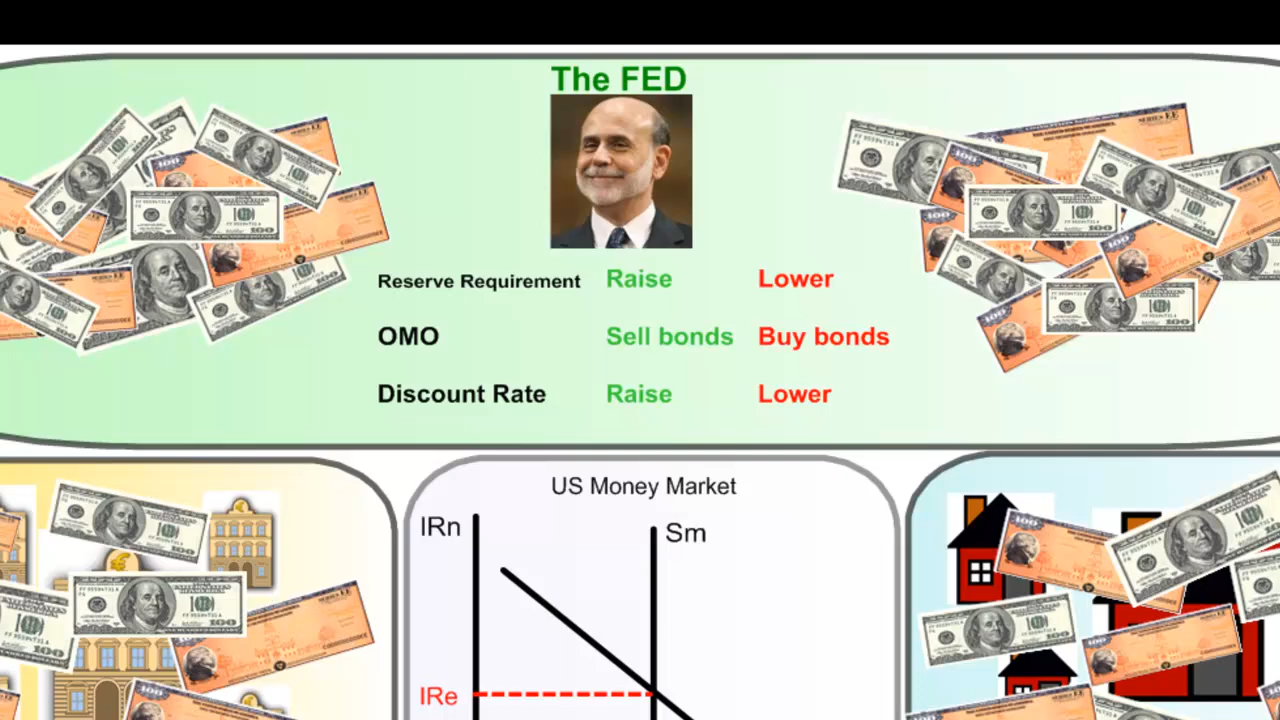 The FED
Reserve Requirement Raise Lower
OMO Sell bonds Buy bonds
Discount Rate Raise Lower
US Money Market
IRn
Sm
IRe